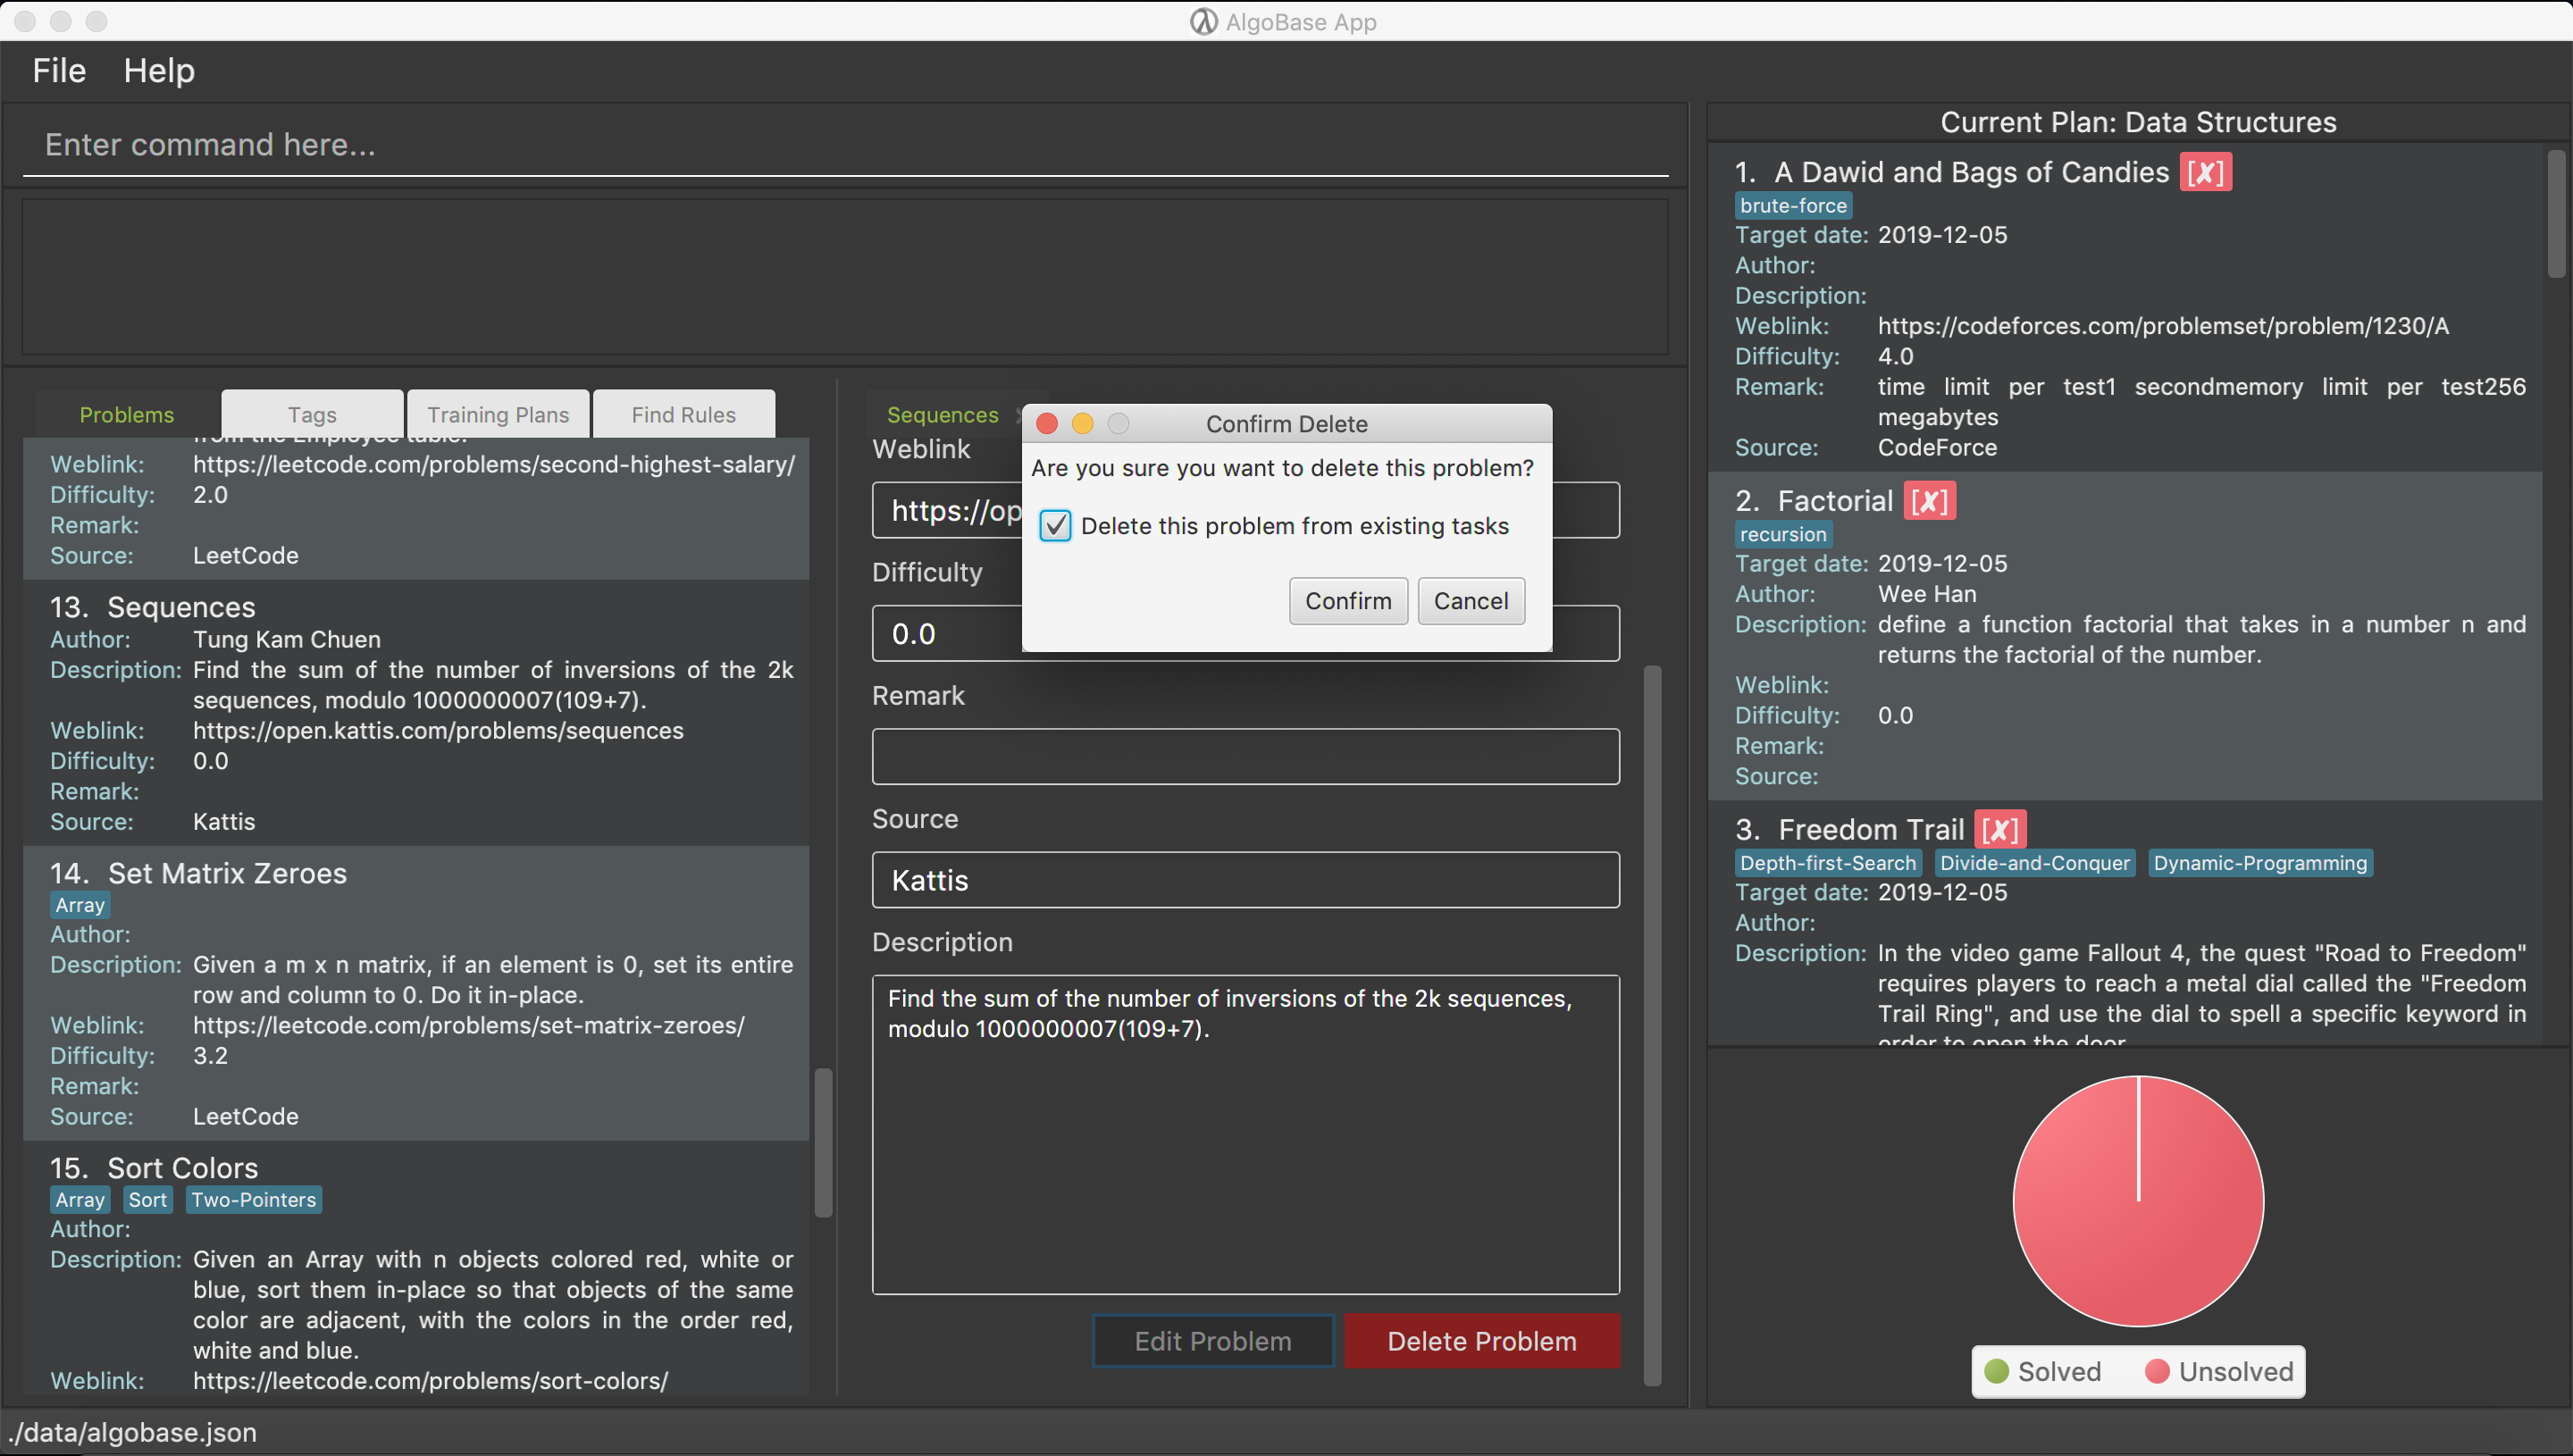 AlgoBase App
File Help
Enter command here...
Problems Tags Training Plans Find Rules
from the Employee table.
Weblink: https://leetcode.com/problems/second-highest-salary/
Difficulty: 2.0
Remark:
Source: LeetCode
13. Sequences
Author: Tung Kam Chuen
Description: Find the sum of the number of inversions of the 2k
sequences, modulo 1000000007(109+7).
Weblink: https://open.kattis.com/problems/sequences
Difficulty: 0.0
Remark:
Source: Kattis
14. Set Matrix Zeroes
Array
Author:
Description: Given a m x n matrix, if an element is 0, set its entire
row and column to 0. Do it in-place.
Weblink: https://leetcode.com/problems/set-matrix-zeroes/
Difficulty: 3.2
Remark:
Source: LeetCode
15. Sort Colors
Array Sort Two-Pointers
Author:
Description: Given an Array with n objects colored red, white or
blue, sort them in-place so that objects of the same
color are adjacent, with the colors in the order red,
white and blue.
Weblink: https://leetcode.com/problems/sort-colors/
Sequences
Weblink
https://op
Difficulty
0.0
Remark
Source
Kattis
Description
Find the sum of the number of inversions of the 2k sequences,
modulo 1000000007(109+7).
Edit Problem Delete Problem
Confirm Delete
Are you sure you want to delete this problem?
Delete this problem from existing tasks
Confirm Cancel
Current Plan: Data Structures
1. A Dawid and Bags of Candies [✘]
brute-force
Target date: 2019-12-05
Author:
Description:
Weblink: https://codeforces.com/problemset/problem/1230/A
Difficulty: 4.0
Remark: time limit per test1 secondmemory limit per test256
megabytes
Source: CodeForce
2. Factorial [✘]
recursion
Target date: 2019-12-05
Author: Wee Han
Description: define a function factorial that takes in a number n and
returns the factorial of the number.
Weblink:
Difficulty: 0.0
Remark:
Source:
3. Freedom Trail [✘]
Depth-first-Search Divide-and-Conquer Dynamic-Programming
Target date: 2019-12-05
Author:
Description: In the video game Fallout 4, the quest "Road to Freedom"
requires players to reach a metal dial called the "Freedom
Trail Ring", and use the dial to spell a specific keyword in
order to open the door.
Solved Unsolved
./data/algobase.json